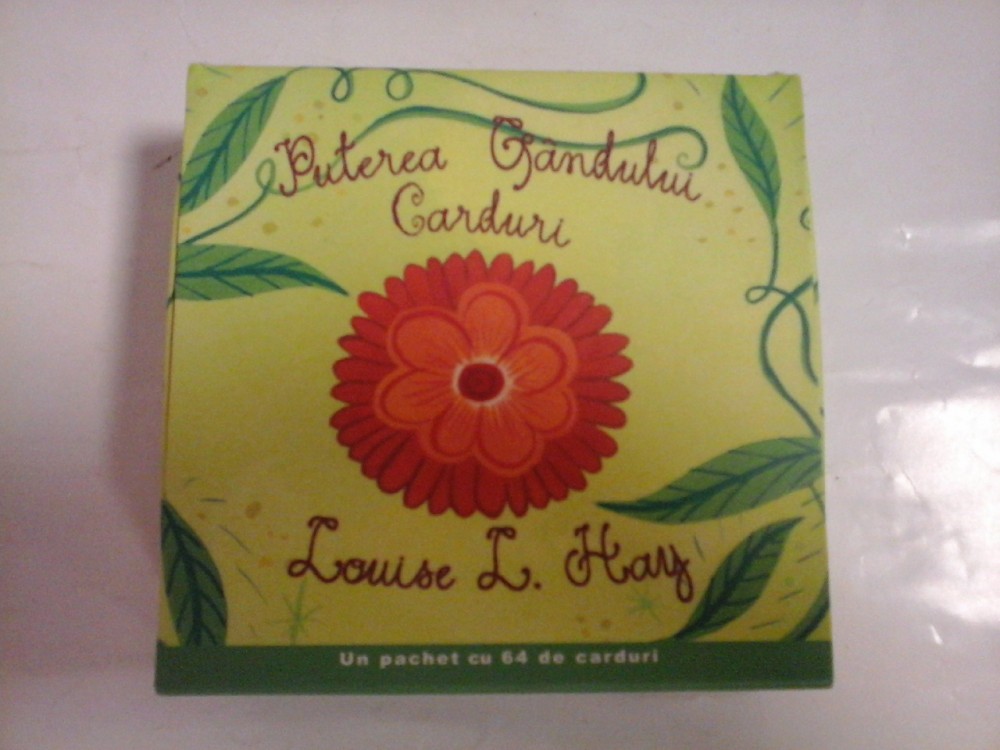 Puterea Gândului
Carduri
Louise L. Hay
Un pachet cu 64 de carduri